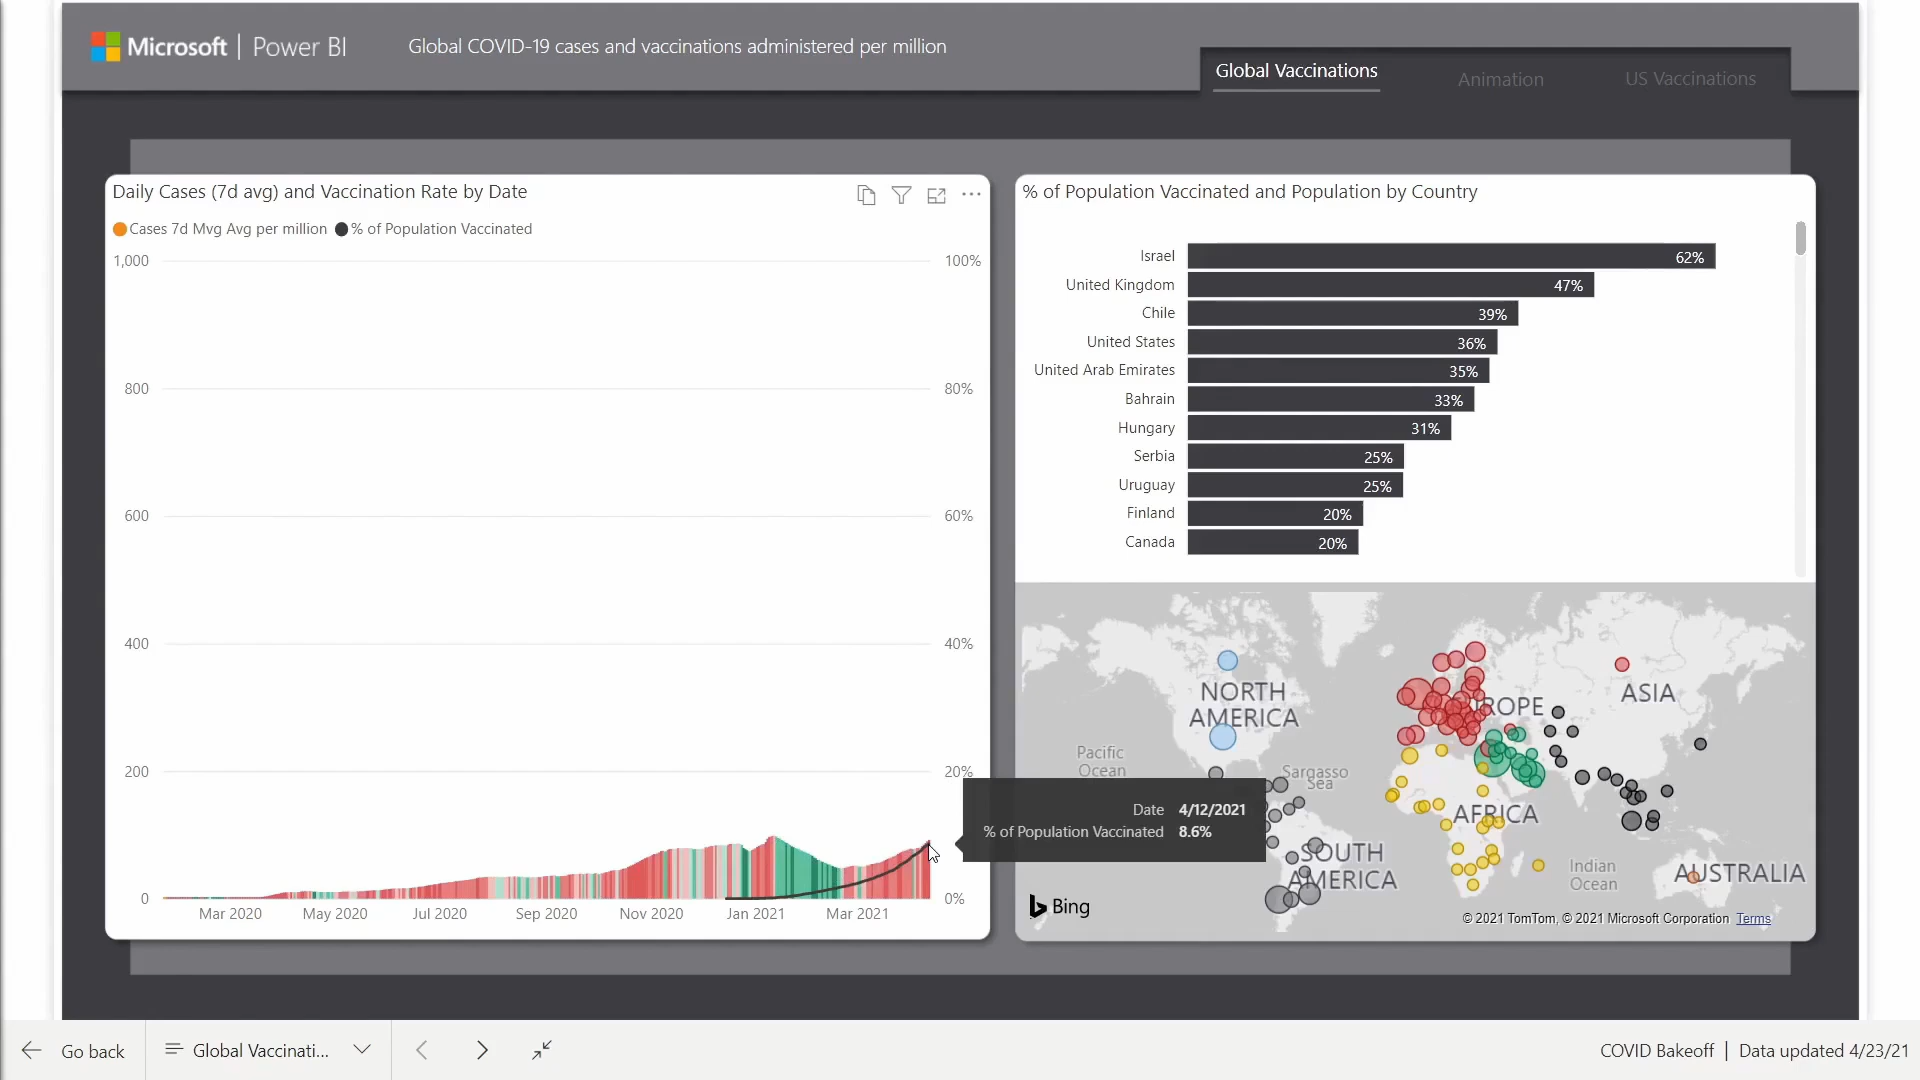 Microsoft | Power BI
Global COVID-19 cases and vaccinations administered per million
Global Vaccinations
Animation
US Vaccinations
Daily Cases (7d avg) and Vaccination Rate by Date
Cases 7d Mvg Avg per million
% of Population Vaccinated
1,000
100%
800
80%
600
60%
400
40%
200
20%
0
0%
Mar 2020
May 2020
Jul 2020
Sep 2020
Nov 2020
Jan 2021
Mar 2021
Date 4/12/2021
% of Population Vaccinated 8.6%
% of Population Vaccinated and Population by Country
Israel 62%
United Kingdom 47%
Chile 39%
United States 36%
United Arab Emirates 35%
Bahrain 33%
Hungary 31%
Serbia 25%
Uruguay 25%
Finland 20%
Canada 20%
NORTH
AMERICA
ROPE
ASIA
Pacific
Ocean
Sargasso
Sea
AFRICA
SOUTH
AMERICA
Indian
Ocean
AUSTRALIA
Bing
© 2021 TomTom, © 2021 Microsoft Corporation Terms
Go back
Global Vaccinati...
COVID Bakeoff | Data updated 4/23/21